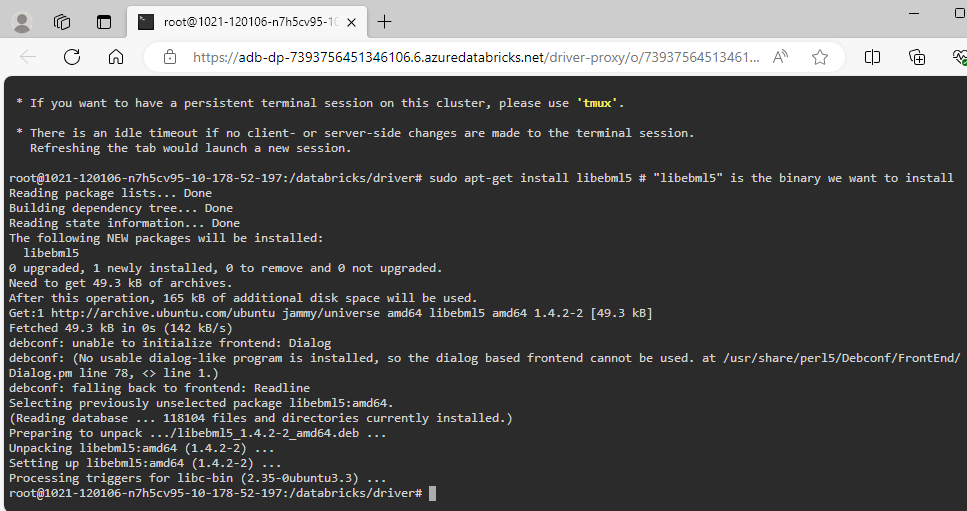 root@1021-120106-n7h5cv95-10
https://adb-dp-7393756451346106.6.azuredatabricks.net/driver-proxy/o/73937564513461...
* If you want to have a persistent terminal session on this cluster, please use 'tmux'.
* There is an idle timeout if no client- or server-side changes are made to the terminal session.
Refreshing the tab would launch a new session.
root@1021-120106-n7h5cv95-10-178-52-197:/databricks/driver# sudo apt-get install libebml5 # "libebml5" is the binary we want to install
Reading package lists... Done
Building dependency tree... Done
Reading state information... Done
The following NEW packages will be installed:
libebml5
0 upgraded, 1 newly installed, 0 to remove and 0 not upgraded.
Need to get 49.3 kB of archives.
After this operation, 165 kB of additional disk space will be used.
Get:1 http://archive.ubuntu.com/ubuntu jammy/universe amd64 libebml5 amd64 1.4.2-2 [49.3 kB]
Fetched 49.3 kB in 0s (142 kB/s)
debconf: unable to initialize frontend: Dialog
debconf: (No usable dialog-like program is installed, so the dialog based frontend cannot be used. at /usr/share/perl5/Debconf/FrontEnd/
Dialog.pm line 78, <> line 1.)
debconf: falling back to frontend: Readline
Selecting previously unselected package libebml5:amd64.
(Reading database ... 118104 files and directories currently installed.)
Preparing to unpack .../libebml5_1.4.2-2_amd64.deb ...
Unpacking libebml5:amd64 (1.4.2-2) ...
Setting up libebml5:amd64 (1.4.2-2) ...
Processing triggers for libc-bin (2.35-0ubuntu3.3) ...
root@1021-120106-n7h5cv95-10-178-52-197:/databricks/driver#